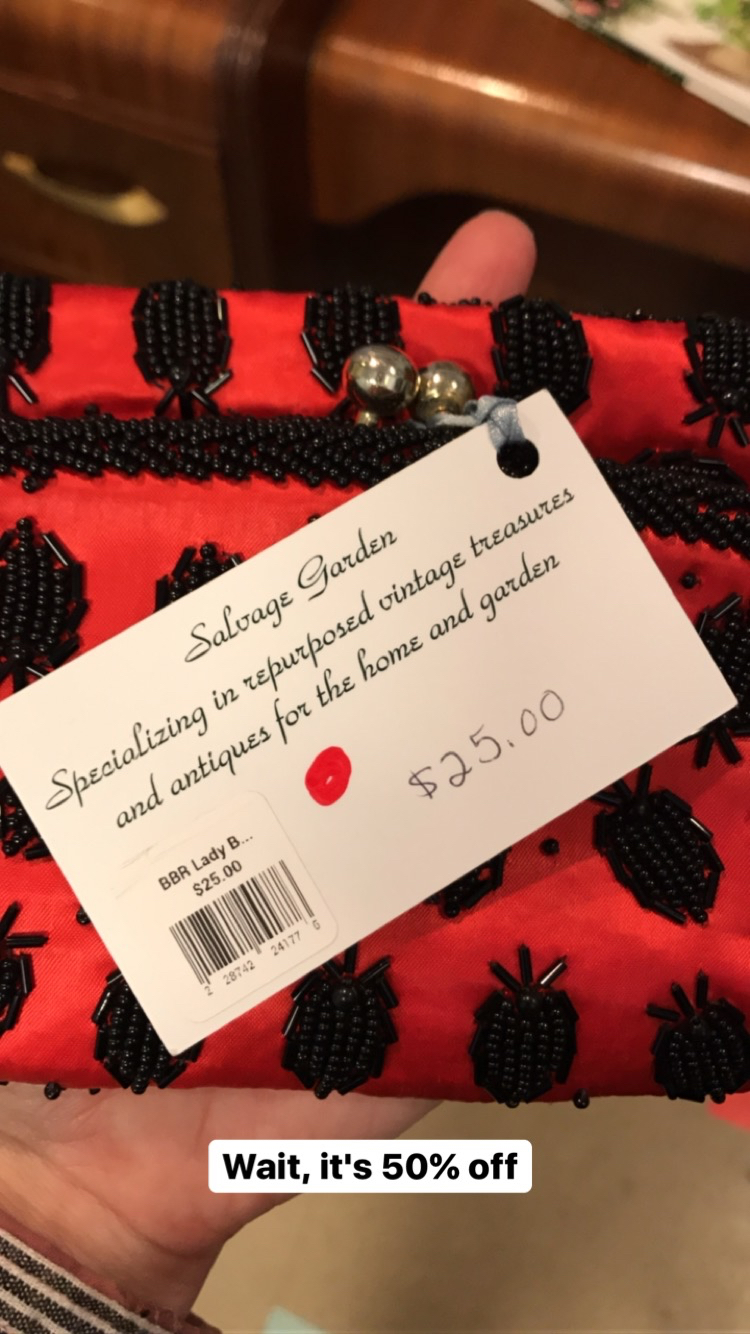 Salvage Garden
Specializing in repurposed vintage treasures
and antiques for the home and garden
$25.00
BBR Lady B...
$25.00
2 28742 24177 6
Wait, it's 50% off